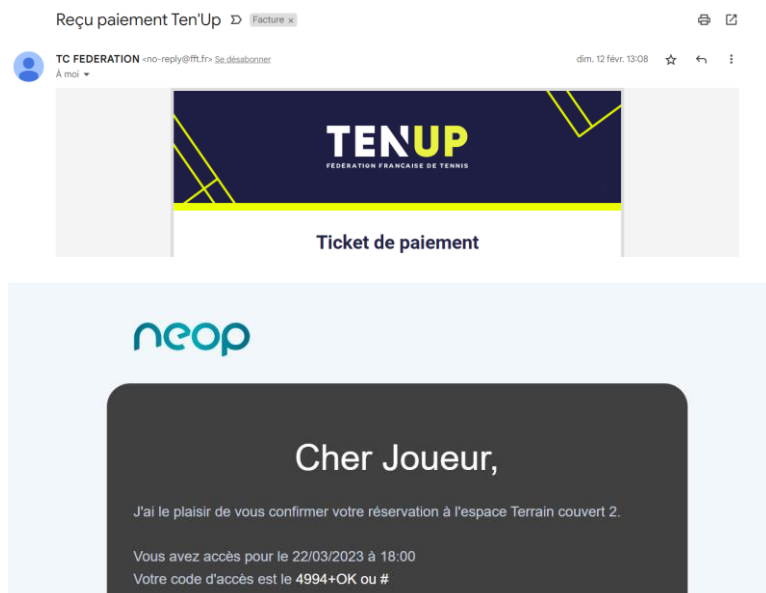 Reçu paiement Ten'Up Facture ×
TC FEDERATION <no-reply@fft.fr> Se désabonner dim. 12 févr. 13:08
À moi
TENUP
FÉDÉRATION FRANÇAISE DE TENNIS
Ticket de paiement
neop
Cher Joueur,
J'ai le plaisir de vous confirmer votre réservation à l'espace Terrain couvert 2.
Vous avez accès pour le 22/03/2023 à 18:00
Votre code d'accès est le 4994+OK ou #